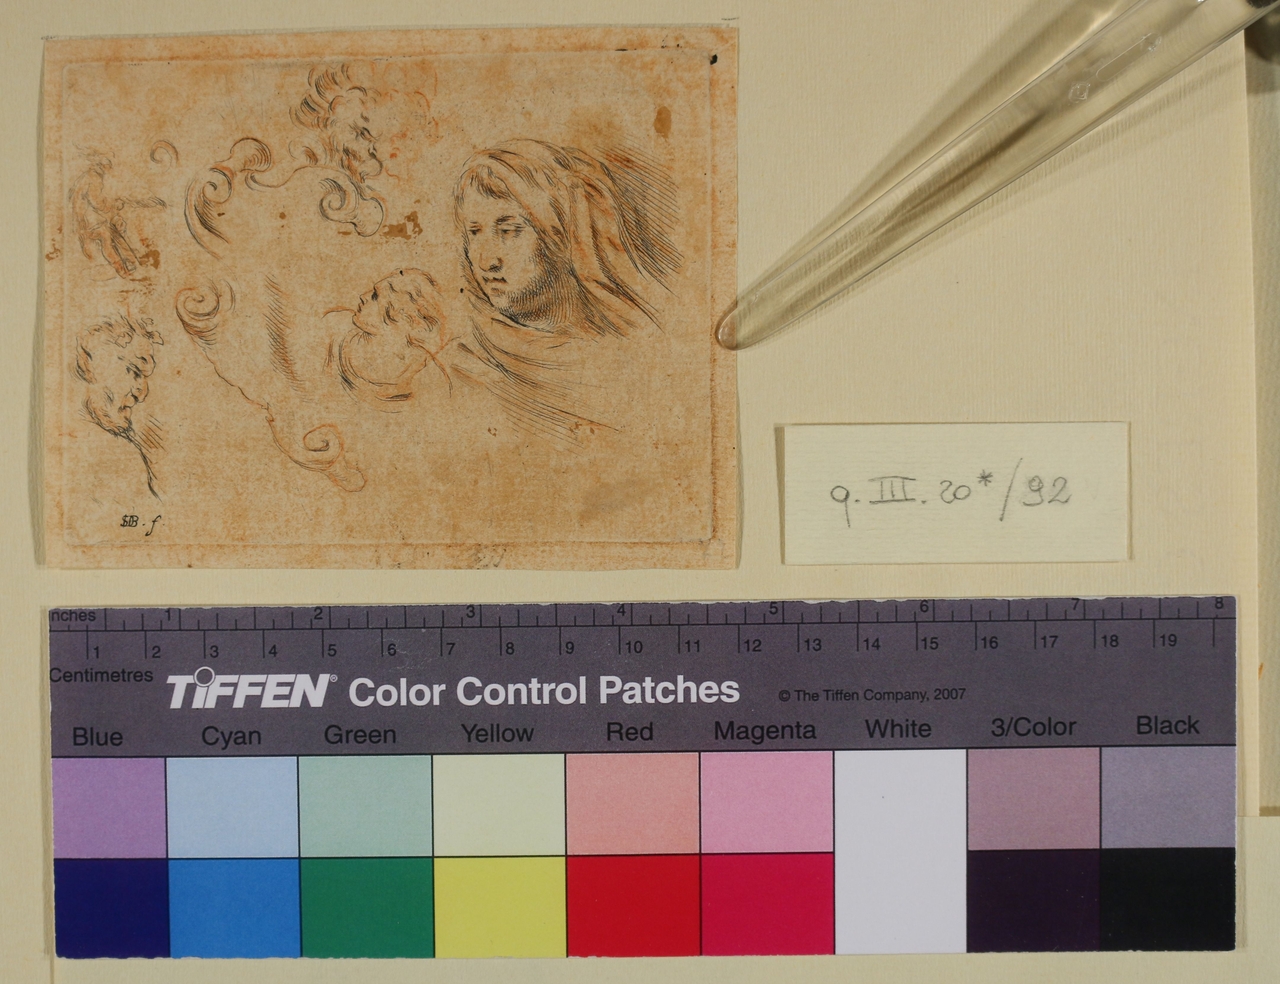 SDB. f
q. III. 20*/92
inches 1 2 3 4 5 6 7 8
1 2 3 4 5 6 7 8 9 10 11 12 13 14 15 16 17 18 19
Centimetres
TiFFEN® Color Control Patches © The Tiffen Company, 2007
Blue Cyan Green Yellow Red Magenta White 3/Color Black